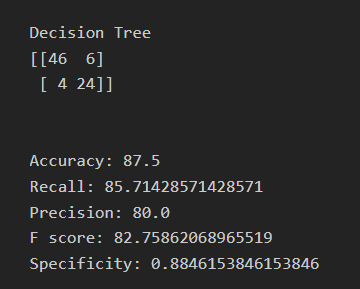 Decision Tree
[[46  6]
 [ 4 24]]
Accuracy: 87.5
Recall: 85.71428571428571
Precision: 80.0
F score: 82.75862068965519
Specificity: 0.8846153846153846